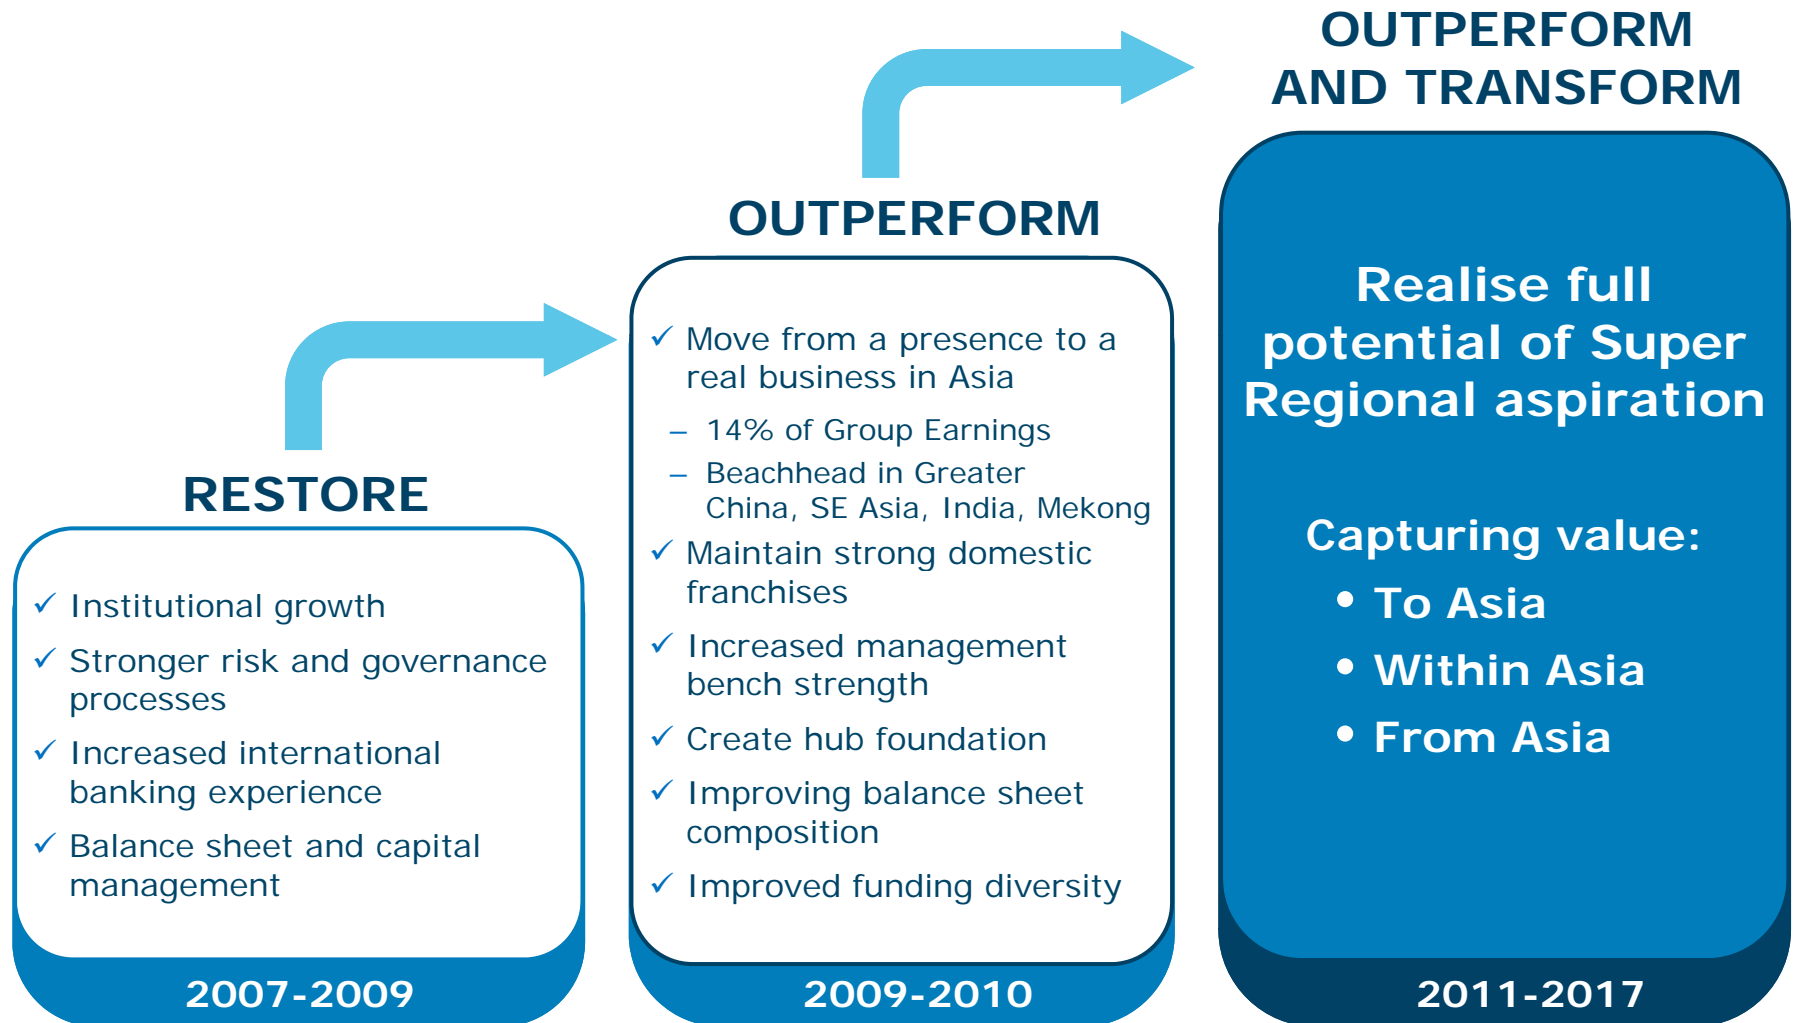 RESTORE
✓ Institutional growth
✓ Stronger risk and governance
processes
✓ Increased international
banking experience
✓ Balance sheet and capital
management
2007-2009
OUTPERFORM
✓ Move from a presence to a
real business in Asia
– 14% of Group Earnings
– Beachhead in Greater
China, SE Asia, India, Mekong
✓ Maintain strong domestic
franchises
✓ Increased management
bench strength
✓ Create hub foundation
✓ Improving balance sheet
composition
✓ Improved funding diversity
2009-2010
OUTPERFORM
AND TRANSFORM
Realise full
potential of Super
Regional aspiration
Capturing value:
• To Asia
• Within Asia
• From Asia
2011-2017